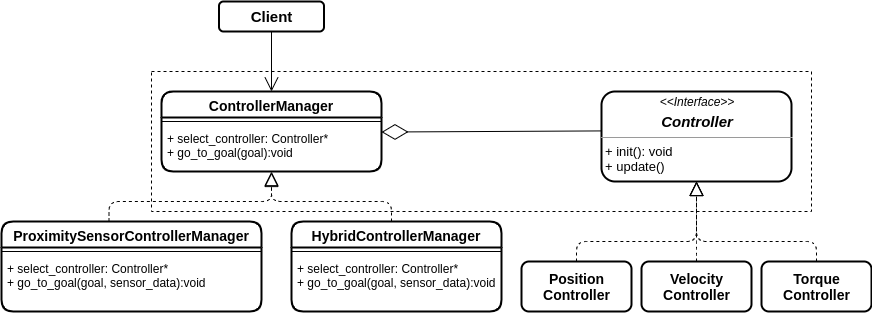 Client
ControllerManager
+ select_controller: Controller*
+ go_to_goal(goal):void
<<Interface>>
Controller
+ init(): void
+ update()
ProximitySensorControllerManager
+ select_controller: Controller*
+ go_to_goal(goal, sensor_data):void
HybridControllerManager
+ select_controller: Controller*
+ go_to_goal(goal, sensor_data):void
Position
Controller
Velocity
Controller
Torque
Controller